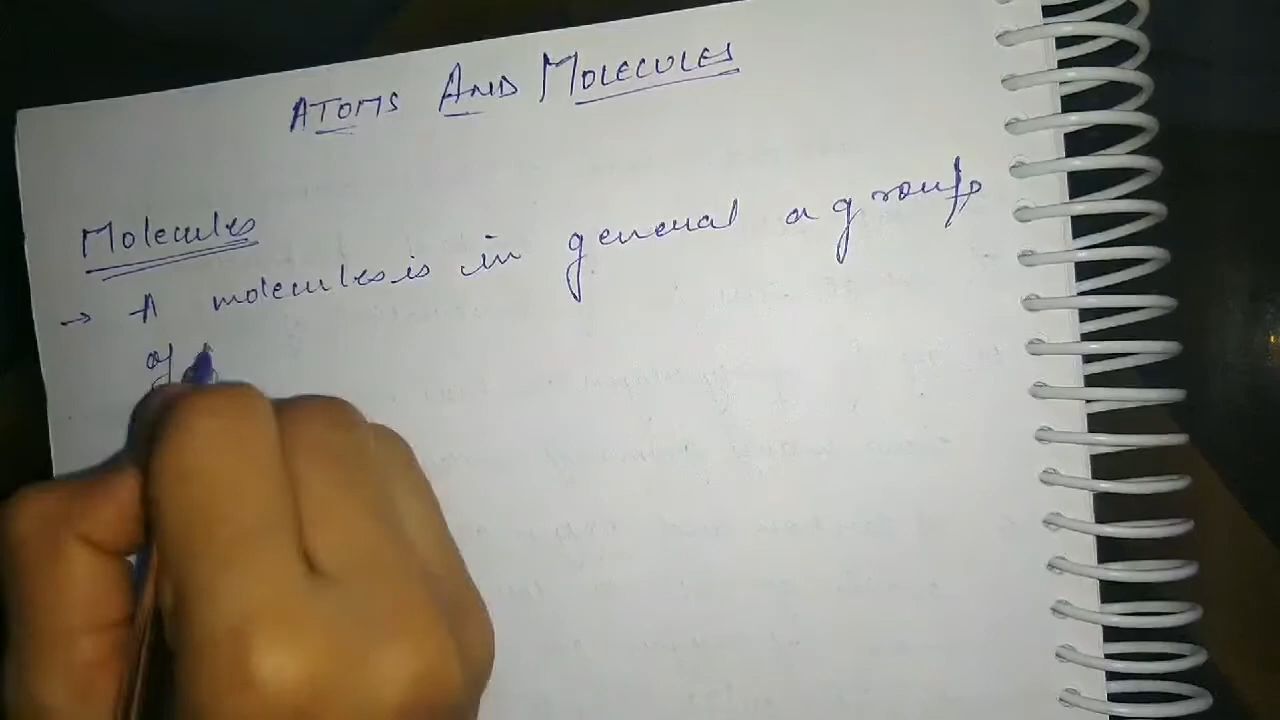 ATOMS AND MOLECULES
Molecules
→ A molecules is in general a group
of